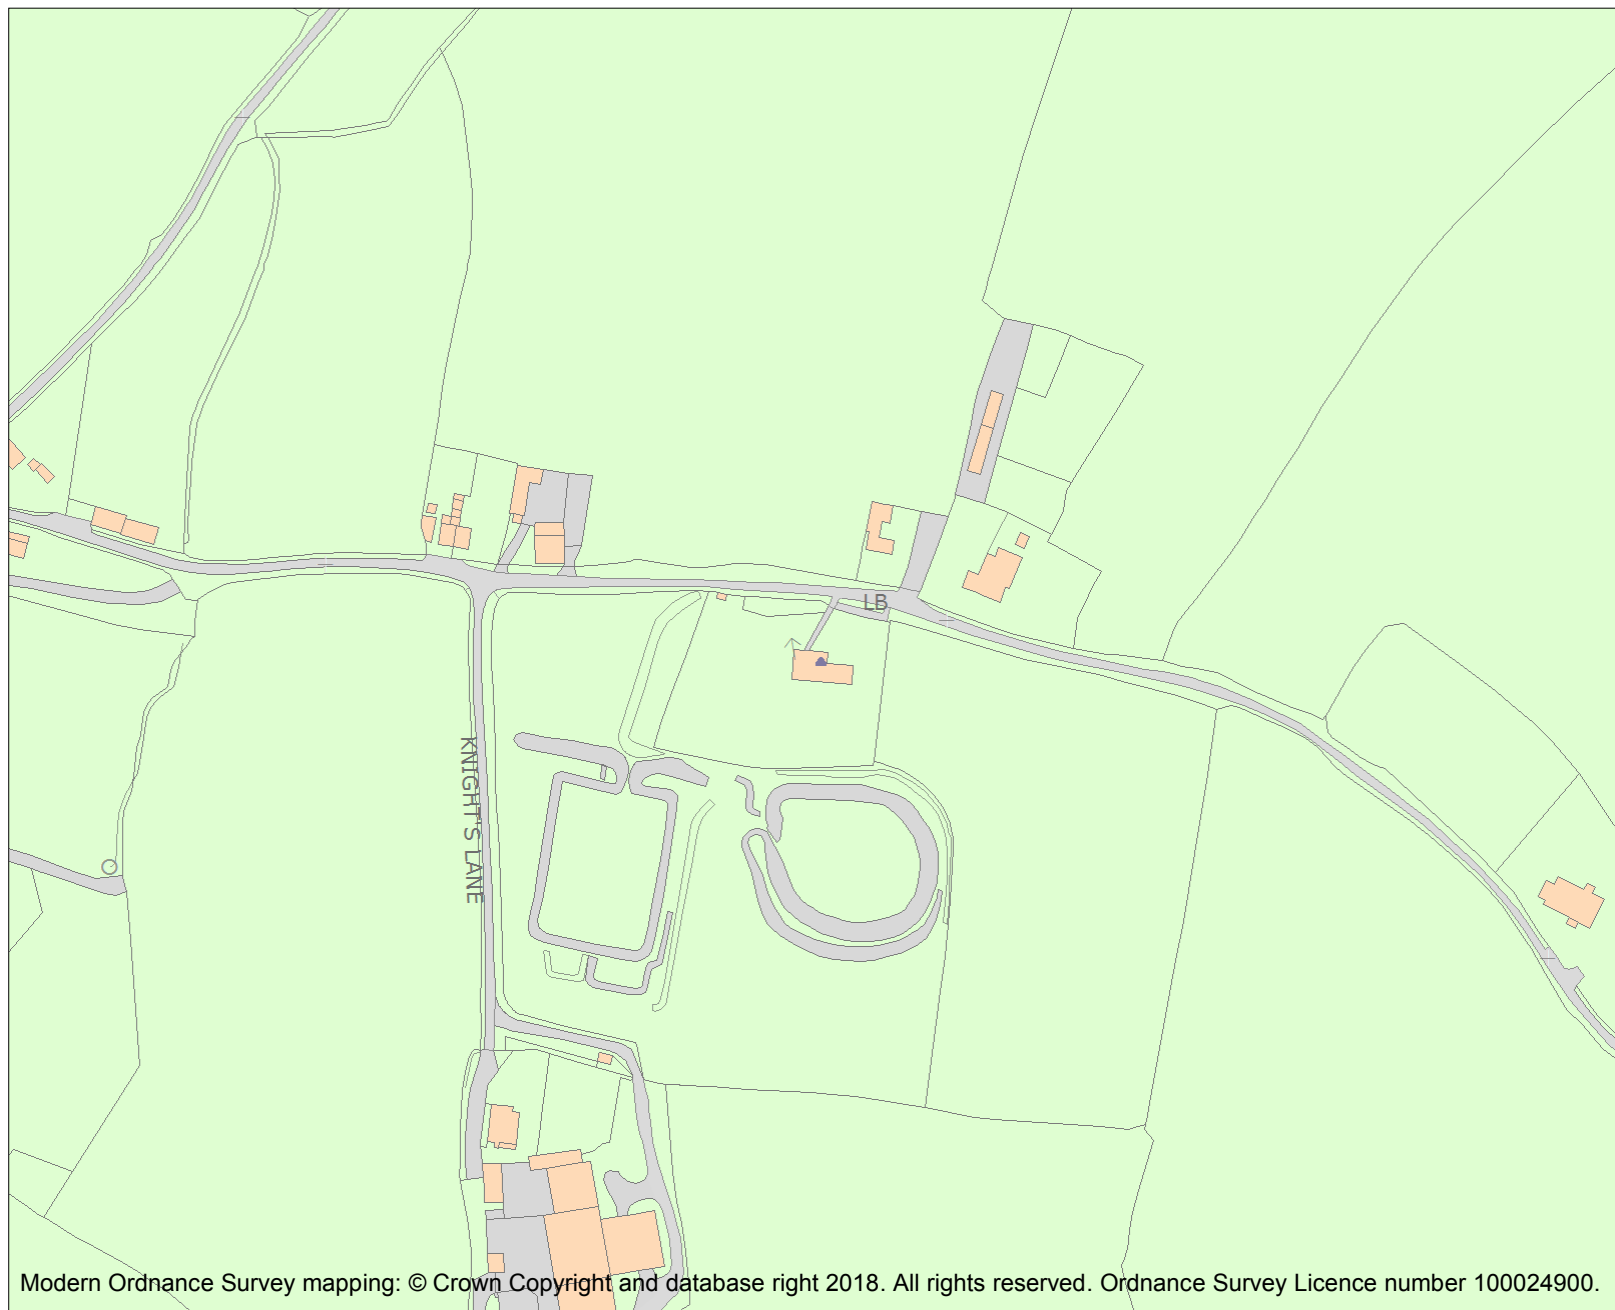 LB
KNIGHT'S LANE
Modern Ordnance Survey mapping: © Crown Copyright and database right 2018. All rights reserved. Ordnance Survey Licence number 100024900.